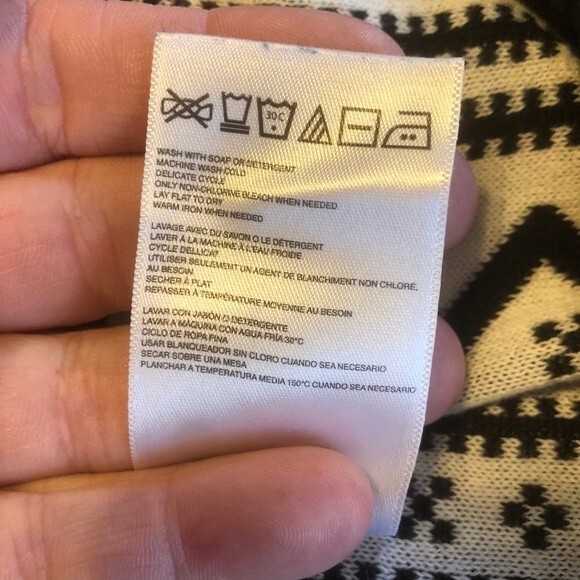 30 C
WASH WITH SOAP OR DETERGENT
MACHINE WASH COLD
DELICATE CYCLE
ONLY NON-CHLORINE BLEACH WHEN NEEDED
LAY FLAT TO DRY
WARM IRON WHEN NEEDED
LAVAGE AVEC DU SAVON O LE DÉTERGENT
LAVER À LA MACHINE À L'EAU FROIDE
CYCLE DELLICAT
UTILISER SEULEMENT UN AGENT DE BLANCHIMENT NON CHLORÉ,
AU BESOIN
SECHER À PLAT
REPASSER À TEMPÉRATURE MOYENNE AU BESOIN
LAVAR CON JABÓN O DETERGENTE
LAVAR A MÁQUINA CON AGUA FRÍA 30°C
CICLO DE ROPA FINA
USAR BLANQUEADOR SIN CLORO CUANDO SEA NECESARIO
SECAR SOBRE UNA MESA
PLANCHAR A TEMPERATURA MEDIA 150°C CUANDO SEA NECESARIO